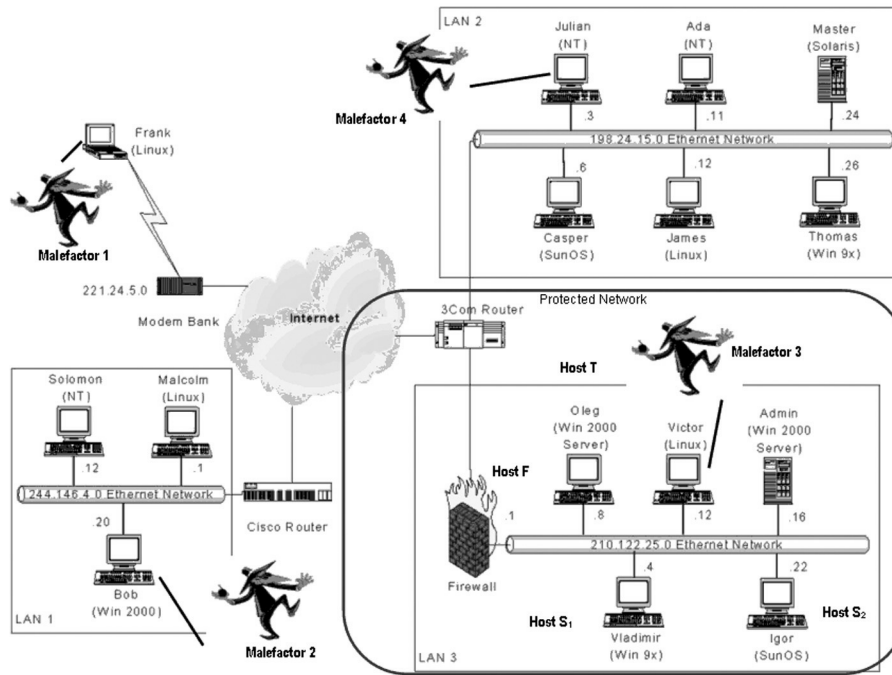 LAN 2
Julian
(NT)
Ada
(NT)
Master
(Solaris)
Malefactor 4
.3
.11
.24
198.24.15.0 Ethernet Network
.6
.12
.26
Casper
(SunOS)
James
(Linux)
Thomas
(Win 9x)
Frank
(Linux)
Malefactor 1
221.24.5.0
Modem Bank
Internet
3Com Router
Protected Network
Malefactor 3
Host T
Solomon
(NT)
Malcolm
(Linux)
.12
.1
244.146.4.0 Ethernet Network
.20
Cisco Router
Bob
(Win 2000)
LAN 1
Malefactor 2
Oleg
(Win 2000
Server)
Victor
(Linux)
Admin
(Win 2000
Server)
Host F
.1
.8
.12
.16
210.122.25.0 Ethernet Network
Firewall
.4
.22
Host S1
Host S2
Vladimir
(Win 9x)
Igor
(SunOS)
LAN 3